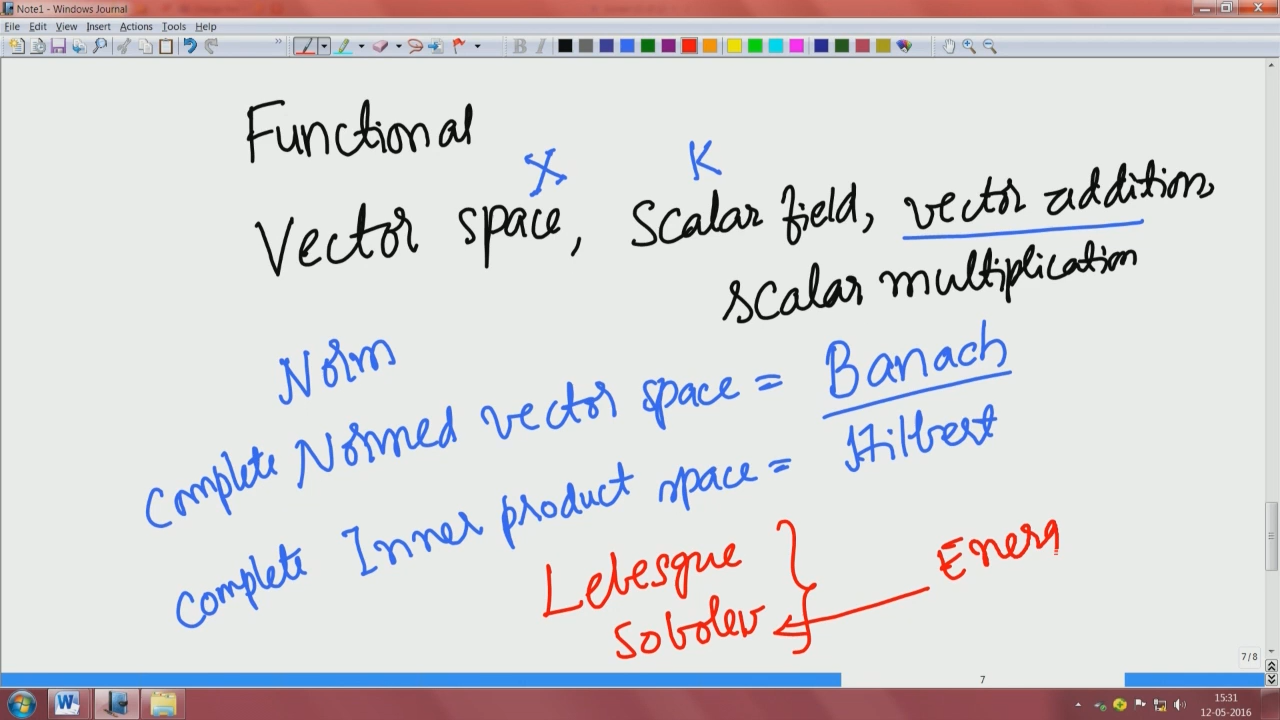 Note1 - Windows Journal
File Edit View Insert Actions Tools Help
Functional
X K
Vector space, Scalar field, vector addition,
scalar multiplication
Norm
Complete Normed vector space = Banach
Complete Inner product space = Hilbert
Lebesgue
Sobolev
Energ
7/8
7
15:31
12-05-2016